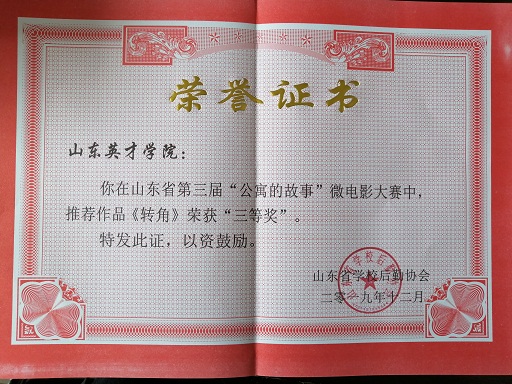 荣誉证书
山东英才学院：
你在山东省第三届“公寓的故事”微电影大赛中，
推荐作品《转角》荣获“三等奖”。
特发此证，以资鼓励。
山东省学校后勤协会
二零一九年十二月